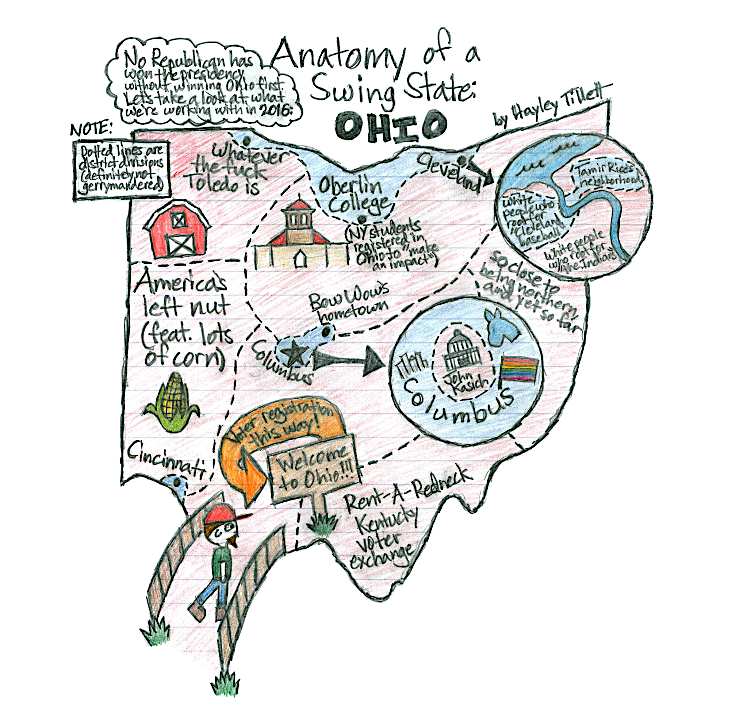 Anatomy of a
Swing State:
OHIO
by Hayley Tillett
No Republican has
won the presidency
without winning Ohio first.
Let's take a look at what
we're working with in 2016:
NOTE:
Dotted lines are
district divisions
(definitely not
gerrymandered)
Whatever
the fuck
Toledo is
Oberlin
College
(NY students
registered in
Ohio to "make
an impact")
Cleveland
Tamir Rice's
neighborhood
White
people who
root for
Cleveland
baseball
White people
who root for
the Indians
so close to
being northern,
and yet so far
America's
left nut
(feat. lots
of corn)
Bow Wow's
hometown
Columbus
John
Kasich
Columbus
Cincinnati
Voter registration
this way!
Welcome
to Ohio!!!
Rent-A-Redneck
Kentucky
voter
exchange